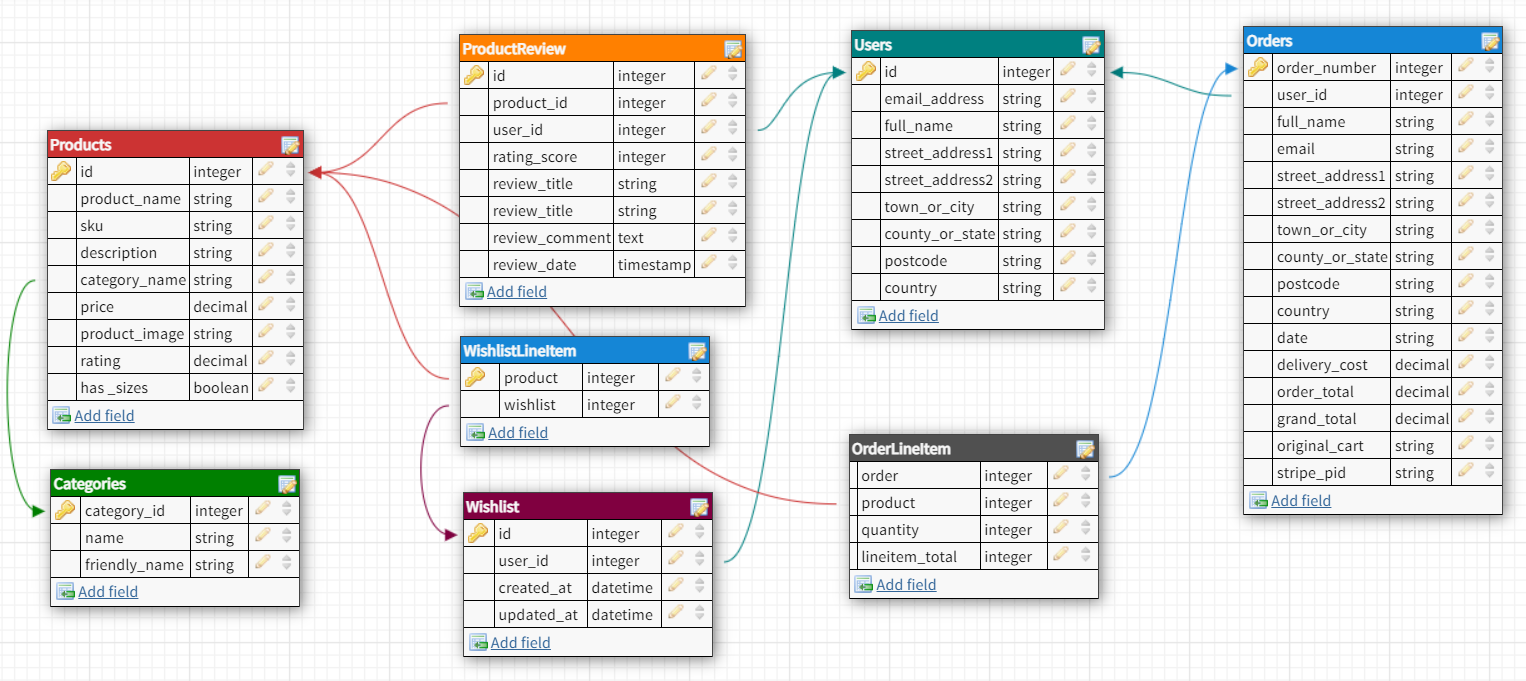 Products
id integer
product_name string
sku string
description string
category_name string
price decimal
product_image string
rating decimal
has _sizes boolean
Add field
Categories
category_id integer
name string
friendly_name string
Add field
ProductReview
id integer
product_id integer
user_id integer
rating_score integer
review_title string
review_title string
review_comment text
review_date timestamp
Add field
WishlistLineItem
product integer
wishlist integer
Add field
Wishlist
id integer
user_id integer
created_at datetime
updated_at datetime
Add field
Users
id integer
email_address string
full_name string
street_address1 string
street_address2 string
town_or_city string
county_or_state string
postcode string
country string
Add field
OrderLineItem
order integer
product integer
quantity integer
lineitem_total integer
Add field
Orders
order_number integer
user_id integer
full_name string
email string
street_address1 string
street_address2 string
town_or_city string
county_or_state string
postcode string
country string
date string
delivery_cost decimal
order_total decimal
grand_total decimal
original_cart string
stripe_pid string
Add field